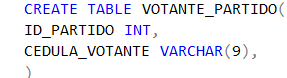 CREATE TABLE VOTANTE_PARTIDO(
ID_PARTIDO INT,
CEDULA_VOTANTE VARCHAR(9),
)